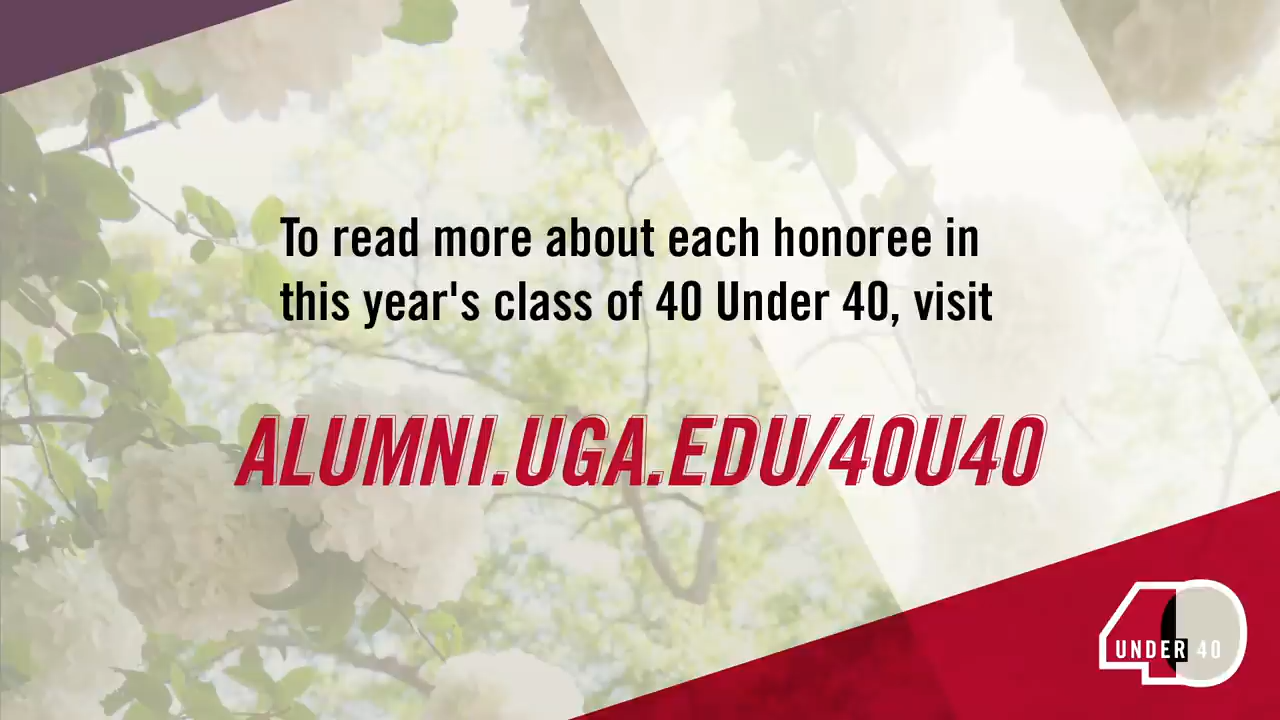 To read more about each honoree in
this year's class of 40 Under 40, visit
ALUMNI.UGA.EDU/40U40
40
UNDER 40